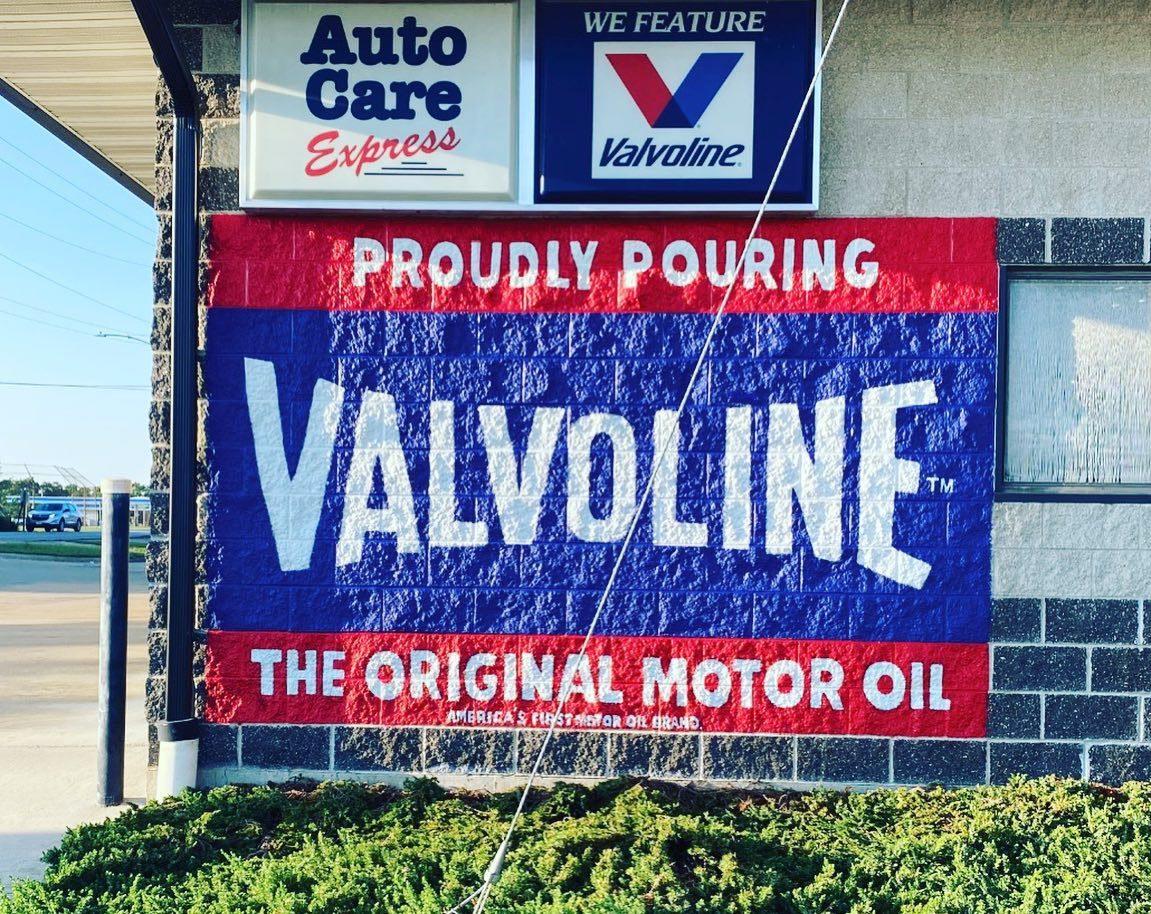 Auto
Care
Express
WE FEATURE
Valvoline
PROUDLY POURING
VALVOLINE™
THE ORIGINAL MOTOR OIL
AMERICA'S FIRST MOTOR OIL BRAND.